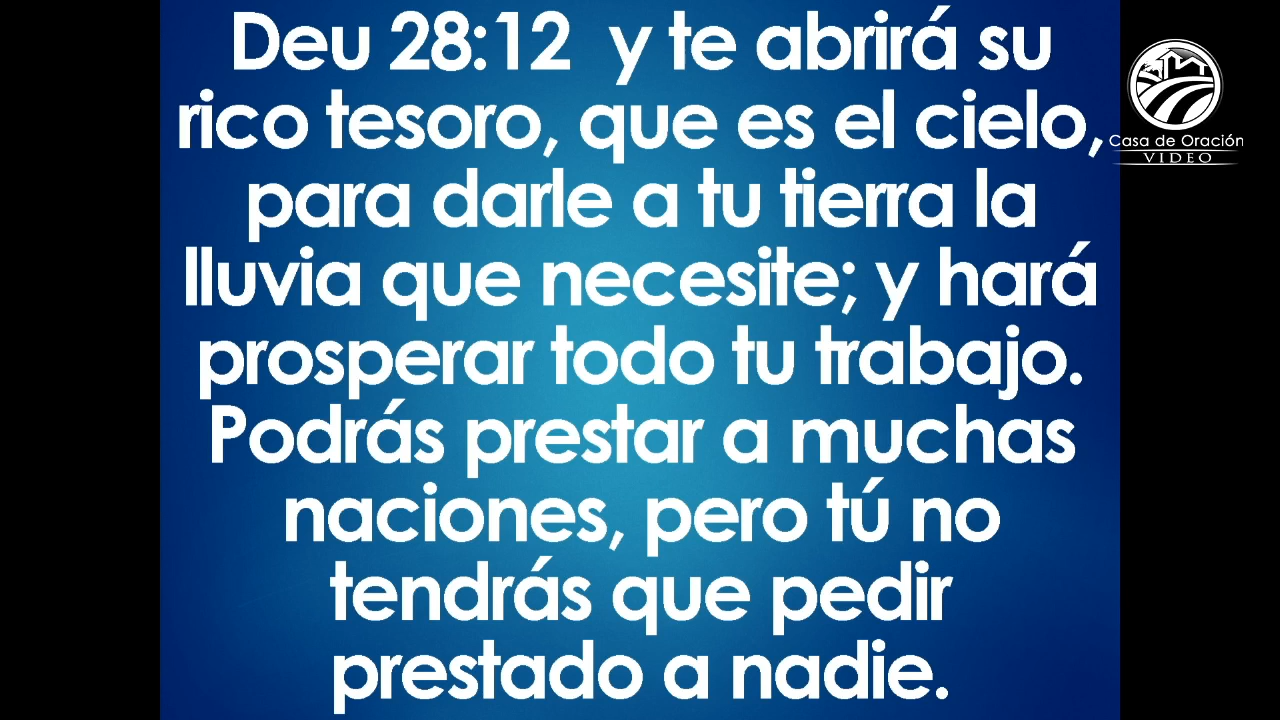 Deu 28:12  y te abrirá su
rico tesoro, que es el cielo,
para darle a tu tierra la
lluvia que necesite; y hará
prosperar todo tu trabajo.
Podrás prestar a muchas
naciones, pero tú no
tendrás que pedir
prestado a nadie.
Casa de Oración
VIDEO